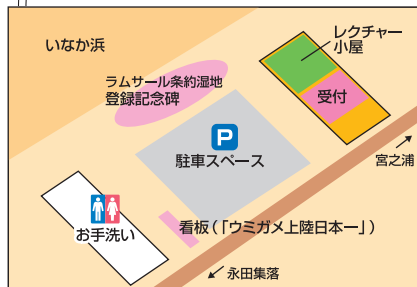 いなか浜
レクチャー
小屋
ラムサール条約湿地
登録記念碑
受付
P
駐車スペース
宮之浦
お手洗い
看板(「ウミガメ上陸日本一」)
永田集落